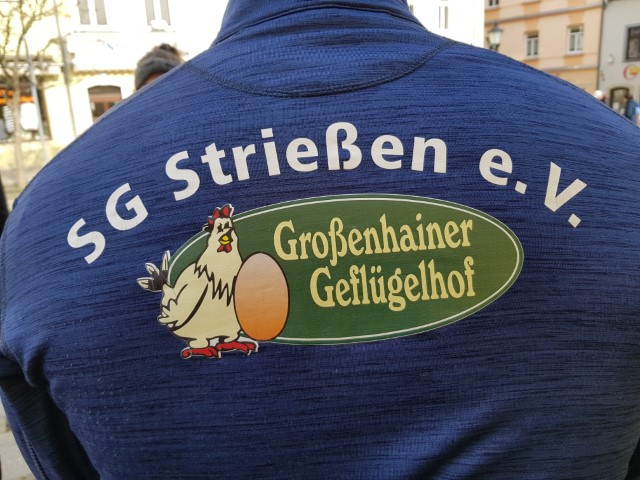 SG Strießen e.V.
Großenhainer
Geflügelhof